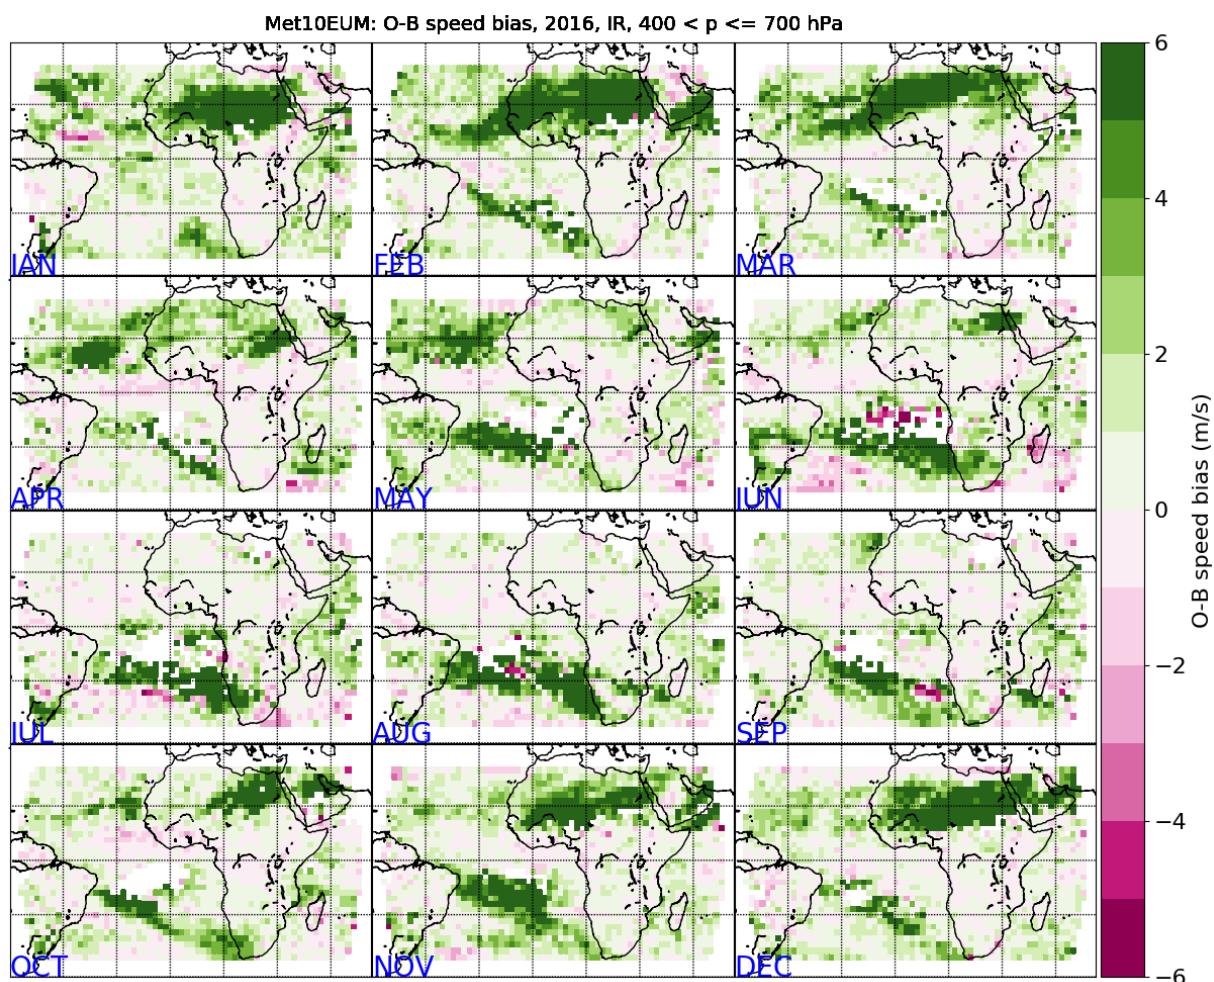 Met10EUM: O-B speed bias, 2016, IR, 400 < p <= 700 hPa
JAN
FEB
MAR
APR
MAY
JUN
JUL
AUG
SEP
OCT
NOV
DEC
6
4
2
0
−2
−4
−6
O-B speed bias (m/s)